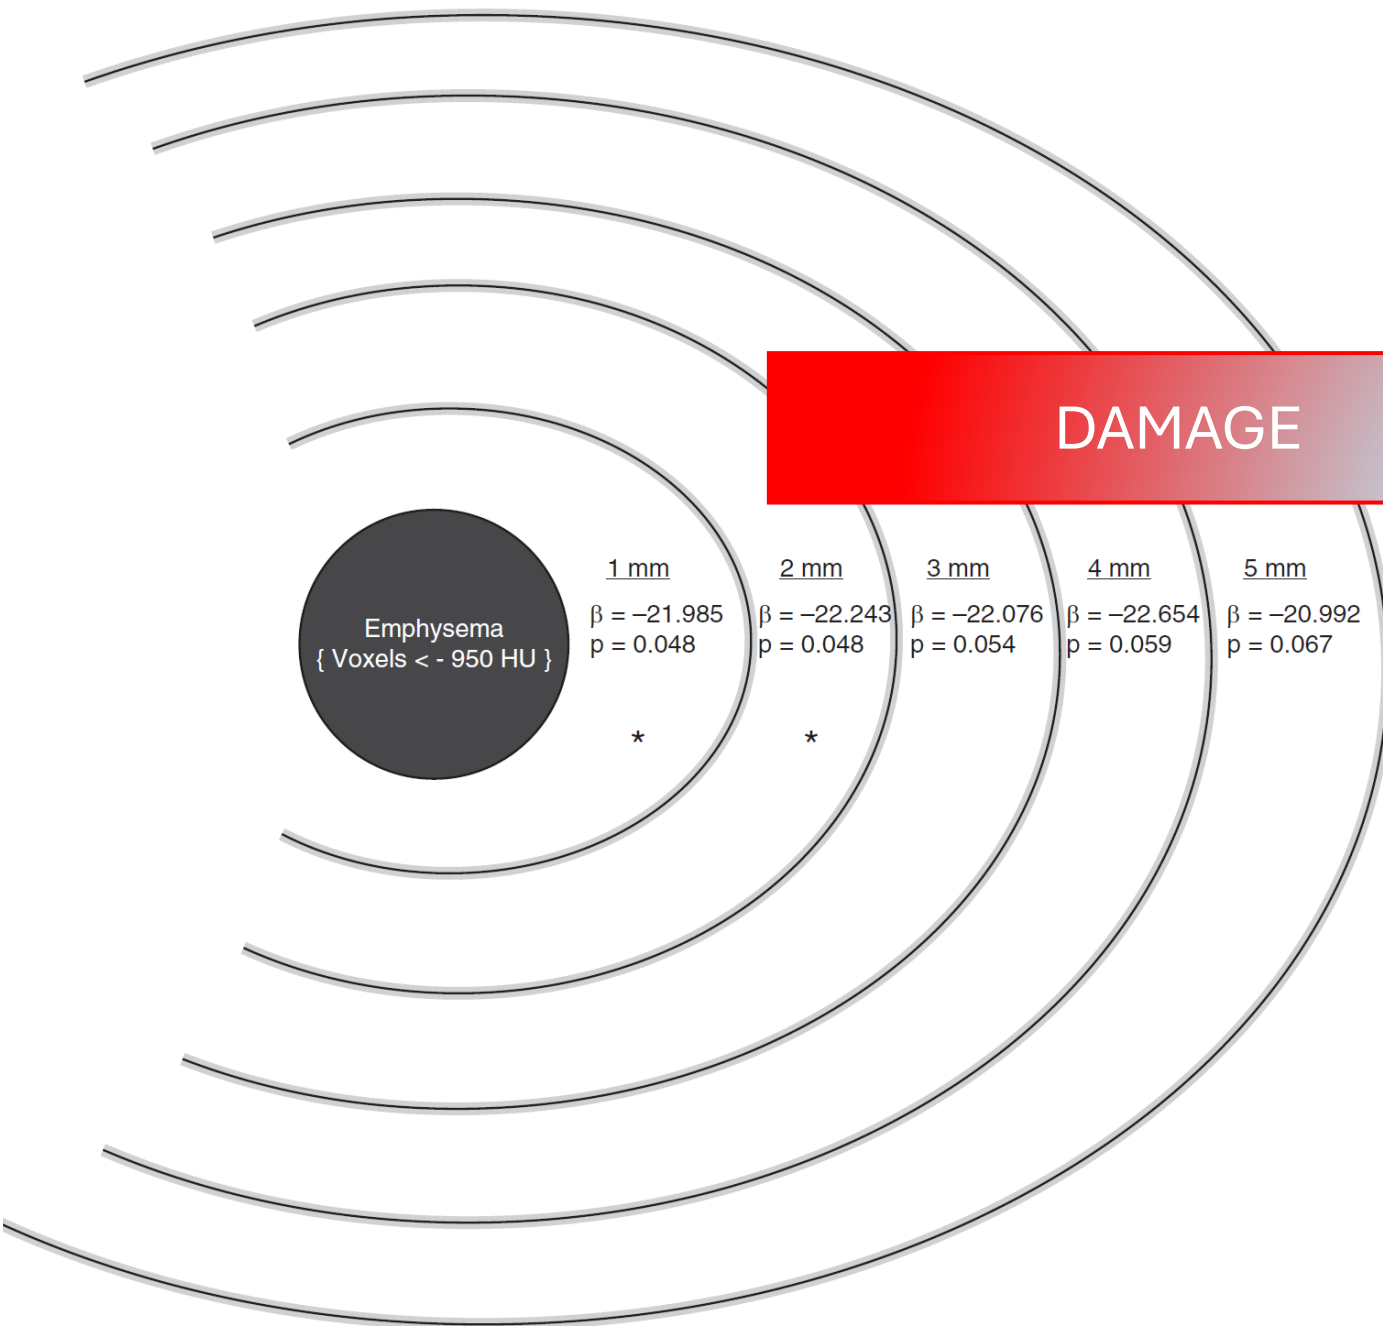 DAMAGE
1 mm
2 mm
3 mm
4 mm
5 mm
β = –21.985
β = –22.243
β = –22.076
β = –22.654
β = –20.992
p = 0.048
p = 0.048
p = 0.054
p = 0.059
p = 0.067
Emphysema
{ Voxels < - 950 HU }
*
*